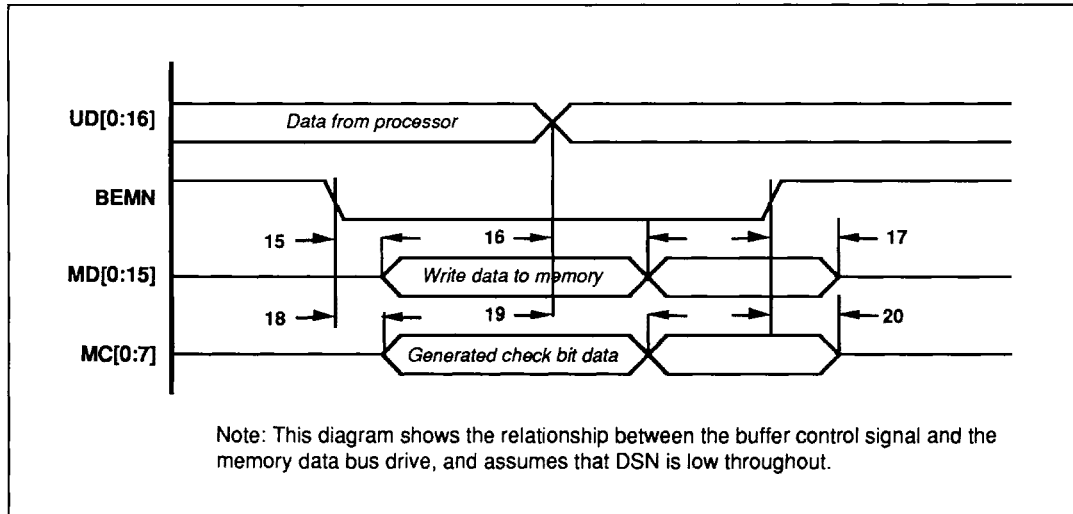 UD[0:16]
Data from processor
BEMN
15
16
17
MD[0:15]
Write data to memory
18
19
20
MC[0:7]
Generated check bit data
Note: This diagram shows the relationship between the buffer control signal and the
memory data bus drive, and assumes that DSN is low throughout.